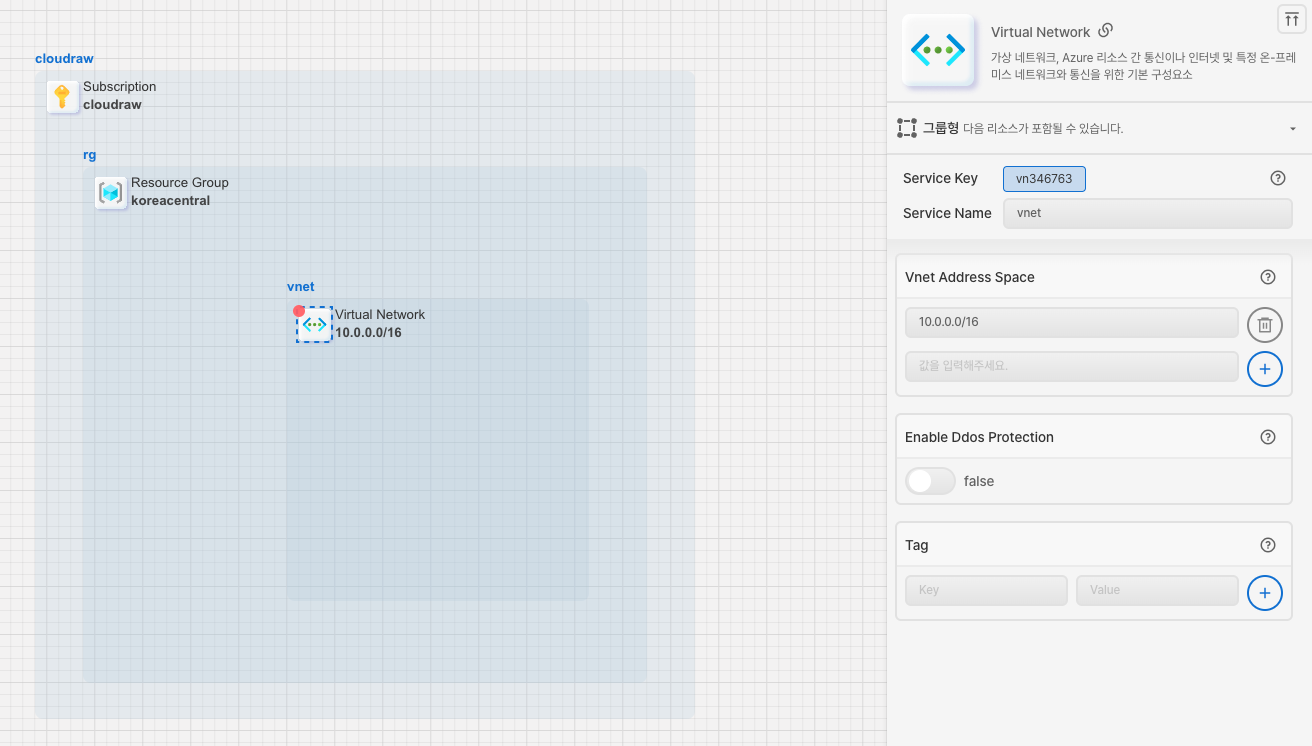 cloudraw
Subscription
cloudraw
rg
Resource Group
koreacentral
vnet
Virtual Network
10.0.0.0/16
Virtual Network
가상 네트워크, Azure 리소스 간 통신이나 인터넷 및 특정 온-프레
미스 네트워크와 통신을 위한 기본 구성요소
그룹형 다음 리소스가 포함될 수 있습니다.
Service Key vn346763
Service Name vnet
Vnet Address Space
10.0.0.0/16
값을 입력해주세요.
Enable Ddos Protection
false
Tag
Key Value